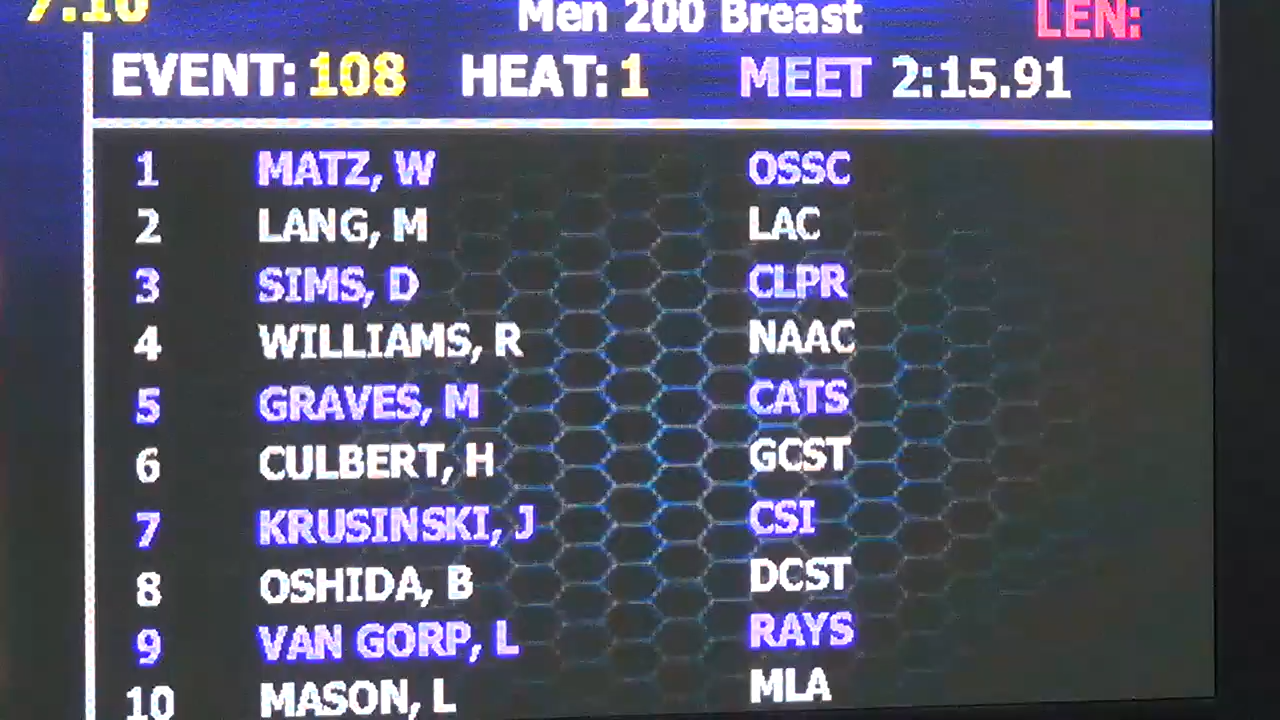 7:10 Men 200 Breast LEN:
EVENT: 108 HEAT: 1 MEET 2:15.91
1 MATZ, W OSSC
2 LANG, M LAC
3 SIMS, D CLPR
4 WILLIAMS, R NAAC
5 GRAVES, M CATS
6 CULBERT, H GCST
7 KRUSINSKI, J CSI
8 OSHIDA, B DCST
9 VAN GORP, L RAYS
10 MASON, L MLA